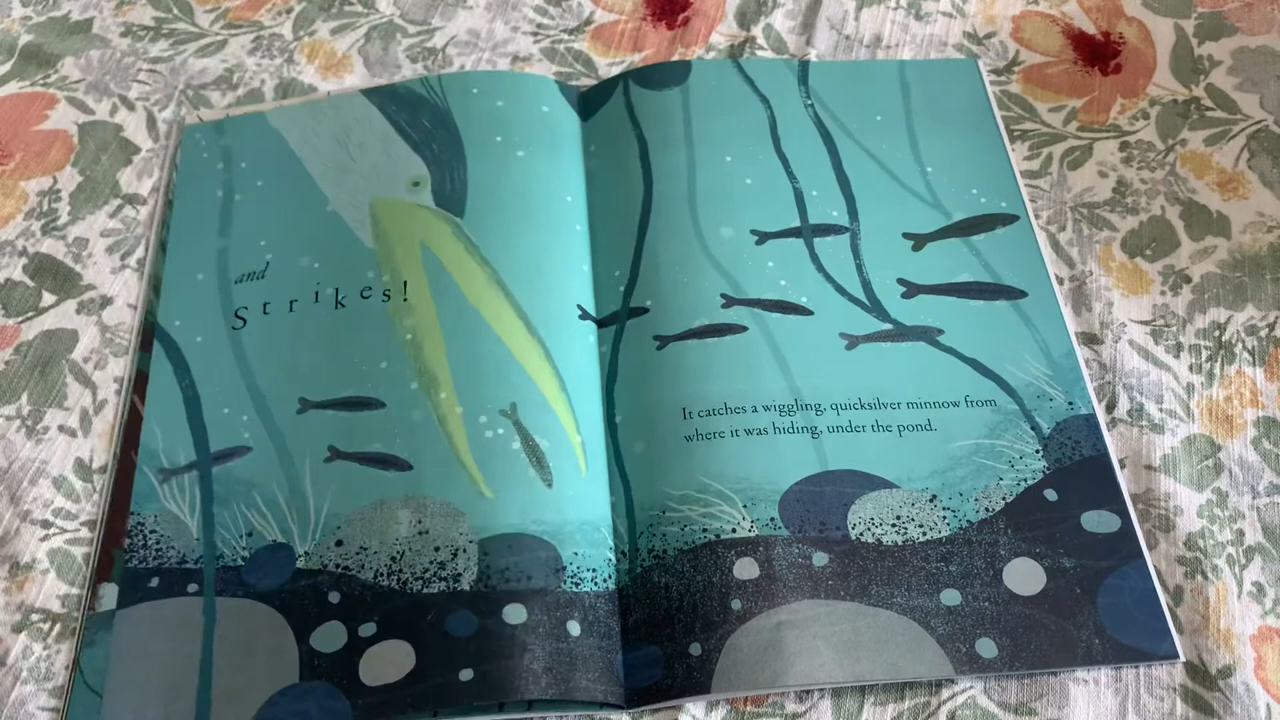 and
Strikes!
It catches a wiggling, quicksilver minnow from
where it was hiding, under the pond.